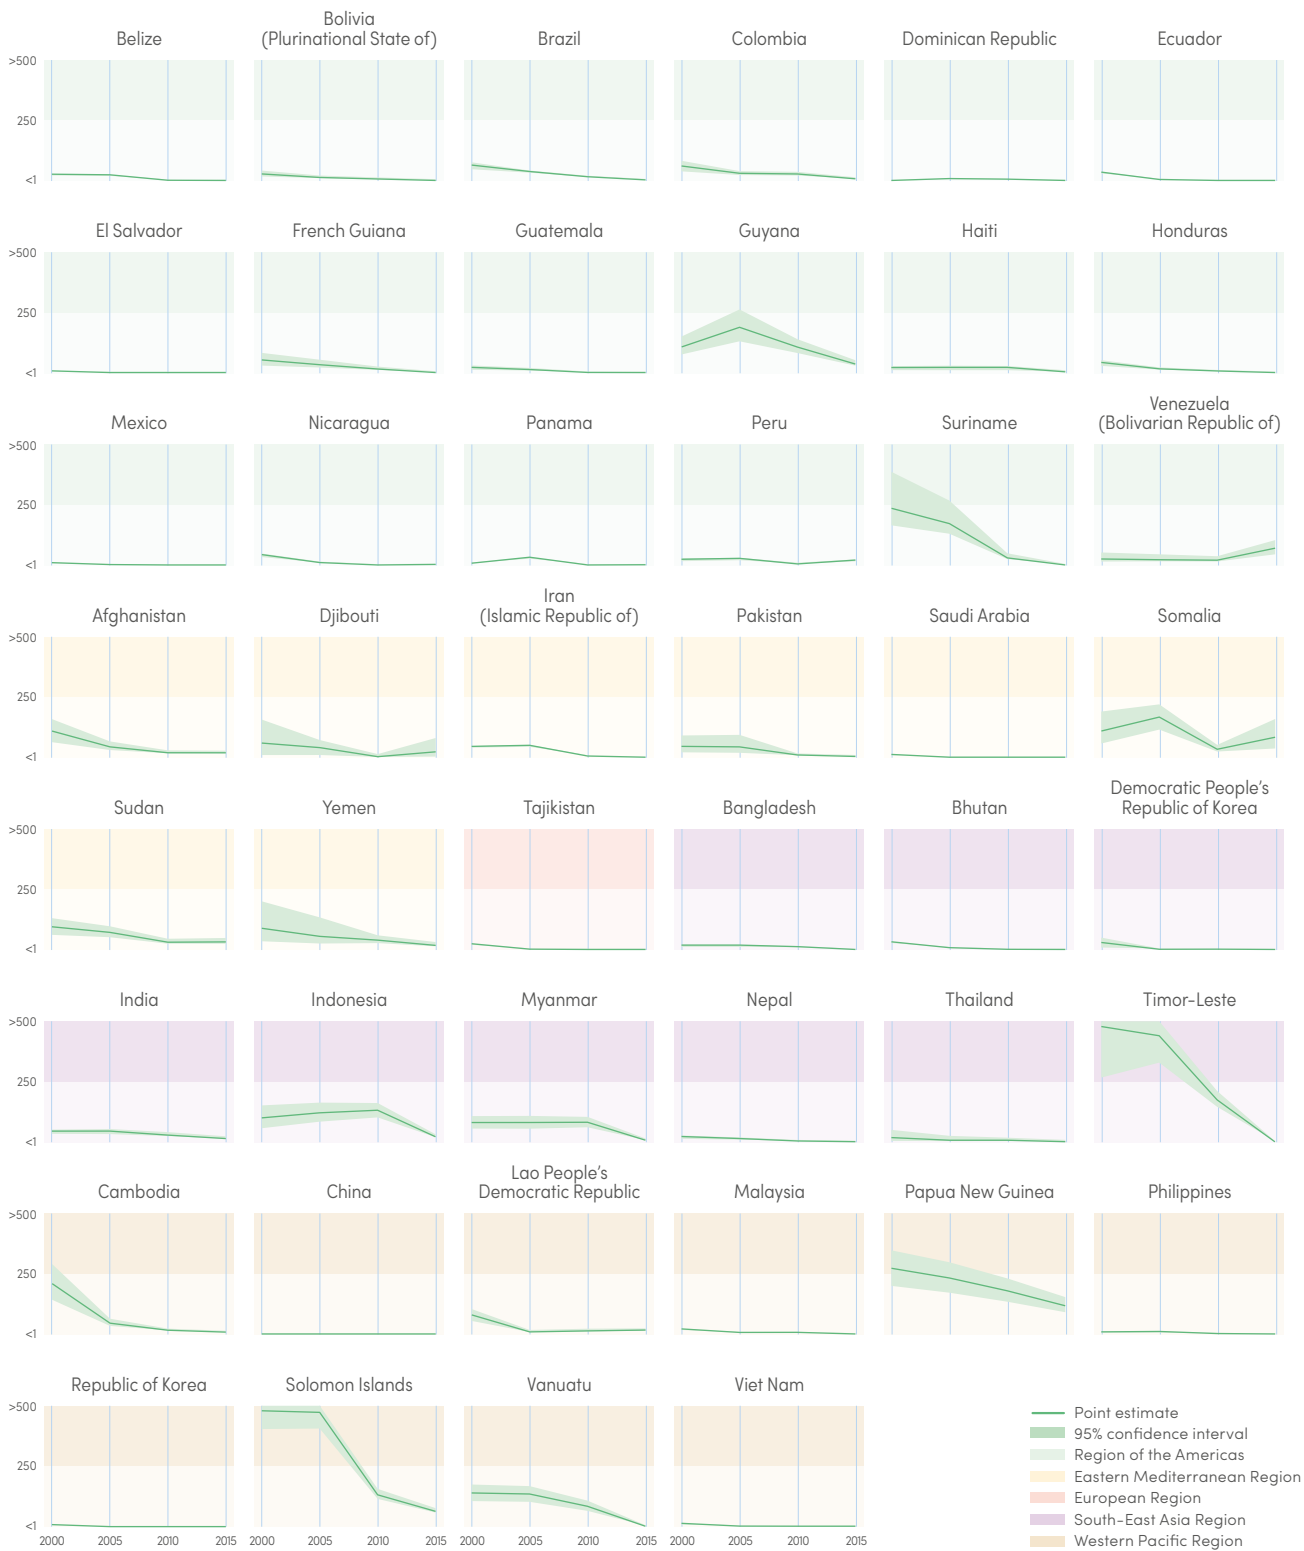 Belize
Bolivia
(Plurinational State of)
Brazil
Colombia
Dominican Republic
Ecuador
>500
250
<1
El Salvador
French Guiana
Guatemala
Guyana
Haiti
Honduras
>500
250
<1
Mexico
Nicaragua
Panama
Peru
Suriname
Venezuela
(Bolivarian Republic of)
>500
250
<1
Afghanistan
Djibouti
Iran
(Islamic Republic of)
Pakistan
Saudi Arabia
Somalia
>500
250
<1
Sudan
Yemen
Tajikistan
Bangladesh
Bhutan
Democratic People's
Republic of Korea
>500
250
<1
India
Indonesia
Myanmar
Nepal
Thailand
Timor-Leste
>500
250
<1
Cambodia
China
Lao People's
Democratic Republic
Malaysia
Papua New Guinea
Philippines
>500
250
<1
Republic of Korea
Solomon Islands
Vanuatu
Viet Nam
>500
250
<1
2000 2005 2010 2015
2000 2005 2010 2015
2000 2005 2010 2015
2000 2005 2010 2015
Point estimate
95% confidence interval
Region of the Americas
Eastern Mediterranean Region
European Region
South-East Asia Region
Western Pacific Region